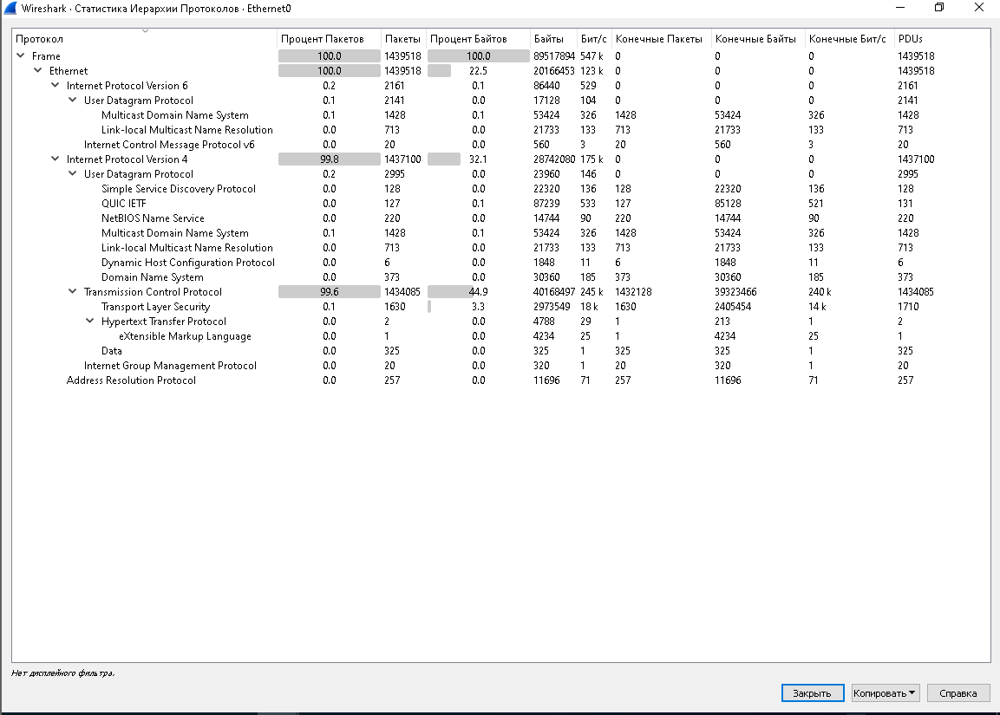 Wireshark · Статистика Иерархии Протоколов · Ethernet0
Протокол Процент Пакетов Пакеты Процент Байтов Байты Бит/с Конечные Пакеты Конечные Байты Конечные Бит/с PDUs
Frame 100.0 1439518 100.0 89517894 547 k 0 0 0 1439518
Ethernet 100.0 1439518 22.5 20166453 123 k 0 0 0 1439518
Internet Protocol Version 6 0.2 2161 0.1 86440 529 0 0 0 2161
User Datagram Protocol 0.1 2141 0.0 17128 104 0 0 0 2141
Multicast Domain Name System 0.1 1428 0.1 53424 326 1428 53424 326 1428
Link-local Multicast Name Resolution 0.0 713 0.0 21733 133 713 21733 133 713
Internet Control Message Protocol v6 0.0 20 0.0 560 3 20 560 3 20
Internet Protocol Version 4 99.8 1437100 32.1 28742080 175 k 0 0 0 1437100
User Datagram Protocol 0.2 2995 0.0 23960 146 0 0 0 2995
Simple Service Discovery Protocol 0.0 128 0.0 22320 136 128 22320 136 128
QUIC IETF 0.0 127 0.1 87239 533 127 85128 521 131
NetBIOS Name Service 0.0 220 0.0 14744 90 220 14744 90 220
Multicast Domain Name System 0.1 1428 0.1 53424 326 1428 53424 326 1428
Link-local Multicast Name Resolution 0.0 713 0.0 21733 133 713 21733 133 713
Dynamic Host Configuration Protocol 0.0 6 0.0 1848 11 6 1848 11 6
Domain Name System 0.0 373 0.0 30360 185 373 30360 185 373
Transmission Control Protocol 99.6 1434085 44.9 40168497 245 k 1432128 39323466 240 k 1434085
Transport Layer Security 0.1 1630 3.3 2973549 18 k 1630 2405454 14 k 1710
Hypertext Transfer Protocol 0.0 2 0.0 4788 29 1 213 1 2
eXtensible Markup Language 0.0 1 0.0 4234 25 1 4234 25 1
Data 0.0 325 0.0 325 1 325 325 1 325
Internet Group Management Protocol 0.0 20 0.0 320 1 20 320 1 20
Address Resolution Protocol 0.0 257 0.0 11696 71 257 11696 71 257
Нет дисплейного фильтра.
Закрыть Копировать Справка